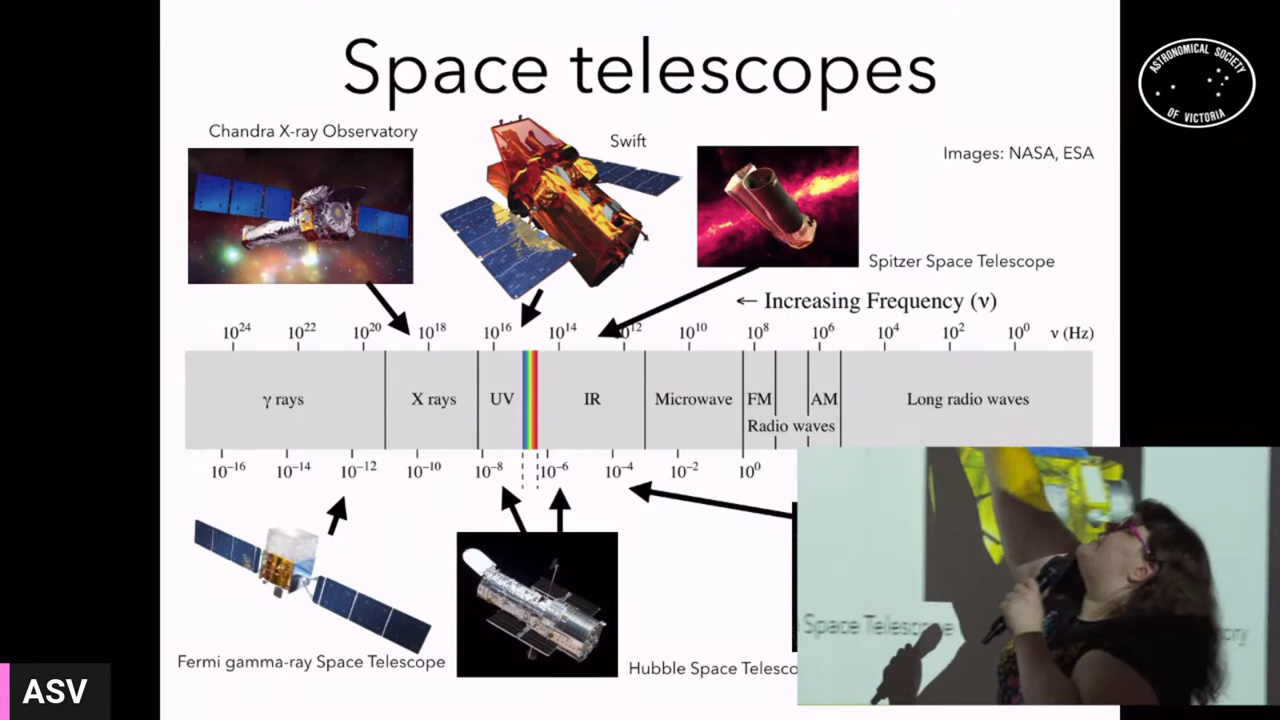 Space telescopes
ASTRONOMICAL SOCIETY
OF VICTORIA
Chandra X-ray Observatory
Swift
Images: NASA, ESA
Spitzer Space Telescope
← Increasing Frequency (ν)
10²⁴ 10²² 10²⁰ 10¹⁸ 10¹⁶ 10¹⁴ 10¹² 10¹⁰ 10⁸ 10⁶ 10⁴ 10² 10⁰ ν (Hz)
γ rays X rays UV IR Microwave FM AM Long radio waves
Radio waves
10⁻¹⁶ 10⁻¹⁴ 10⁻¹² 10⁻¹⁰ 10⁻⁸ 10⁻⁶ 10⁻⁴ 10⁻² 10⁰
Space Telescope
Fermi gamma-ray Space Telescope
Hubble Space Telesco
ASV